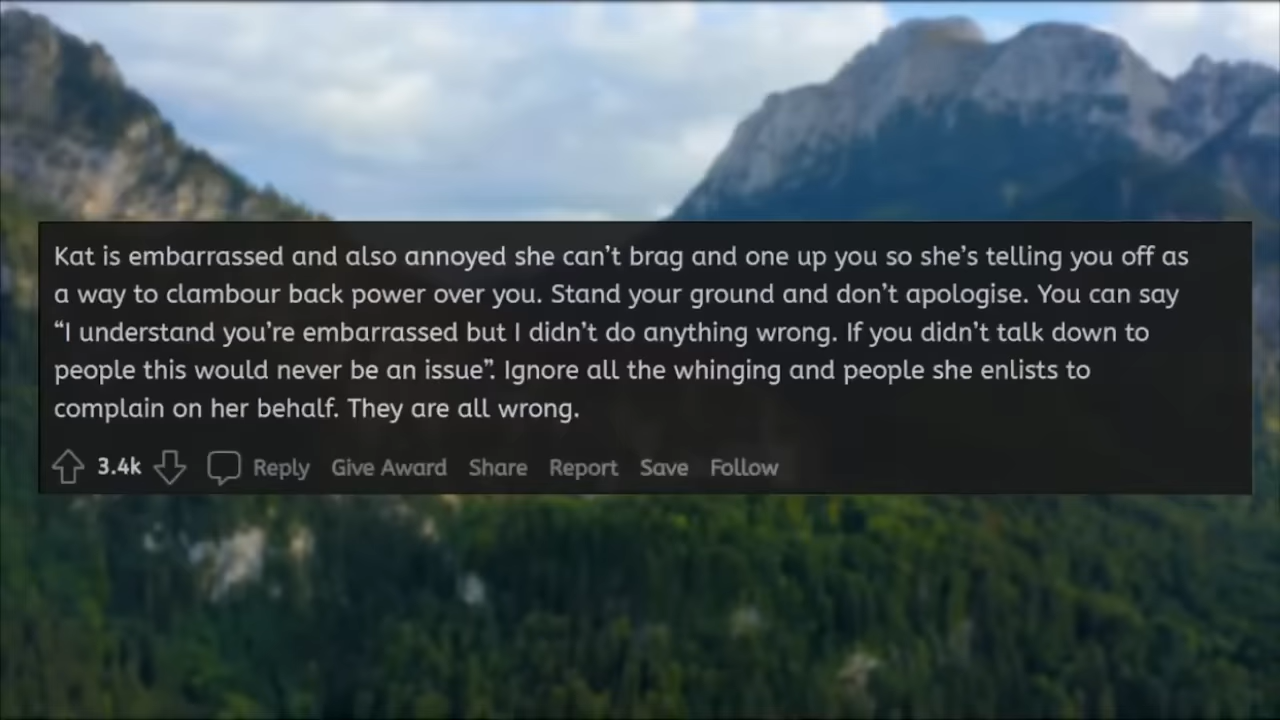 Kat is embarrassed and also annoyed she can’t brag and one up you so she’s telling you off as
a way to clambour back power over you. Stand your ground and don’t apologise. You can say
“I understand you’re embarrassed but I didn’t do anything wrong. If you didn’t talk down to
people this would never be an issue”. Ignore all the whinging and people she enlists to
complain on her behalf. They are all wrong.
3.4k Reply Give Award Share Report Save Follow